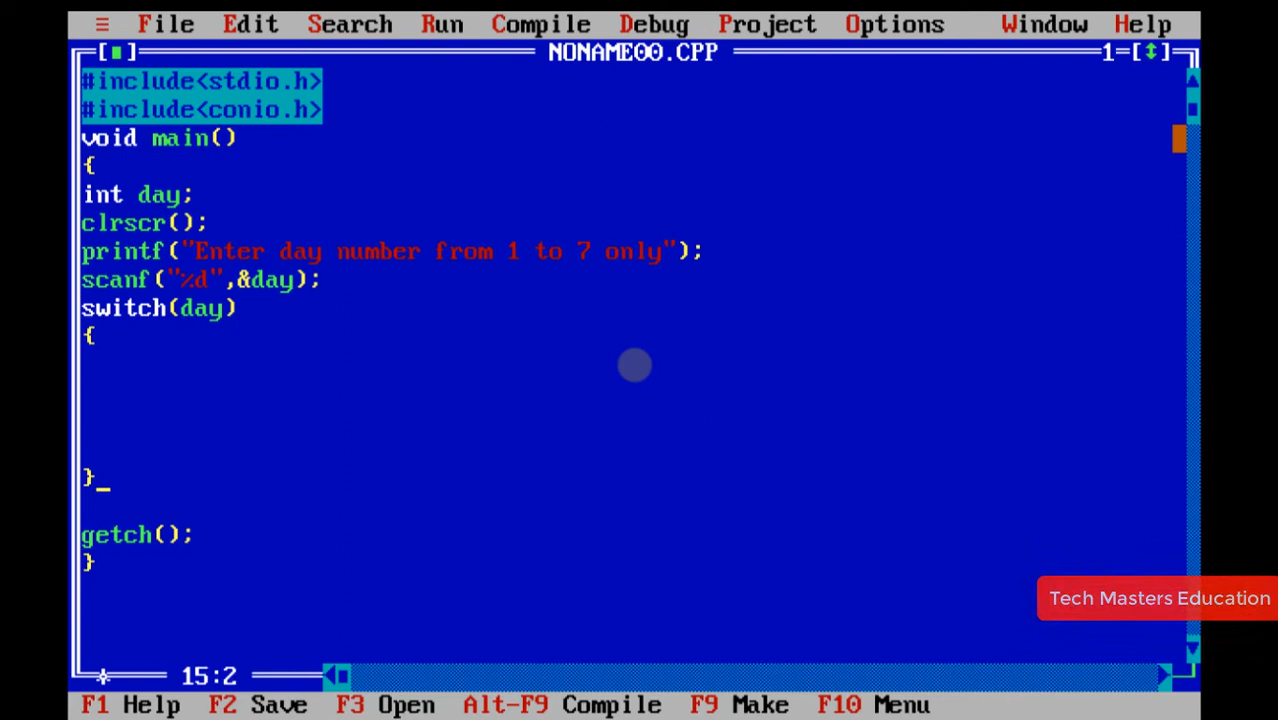 ≡ File Edit Search Run Compile Debug Project Options Window Help
[■] NONAME00.CPP 1=[↕]
#include<stdio.h>
#include<conio.h>
void main()
{
int day;
clrscr();
printf("Enter day number from 1 to 7 only");
scanf("%d",&day);
switch(day)
{
}_
getch();
}
Tech Masters Education
15:2
F1 Help F2 Save F3 Open Alt-F9 Compile F9 Make F10 Menu